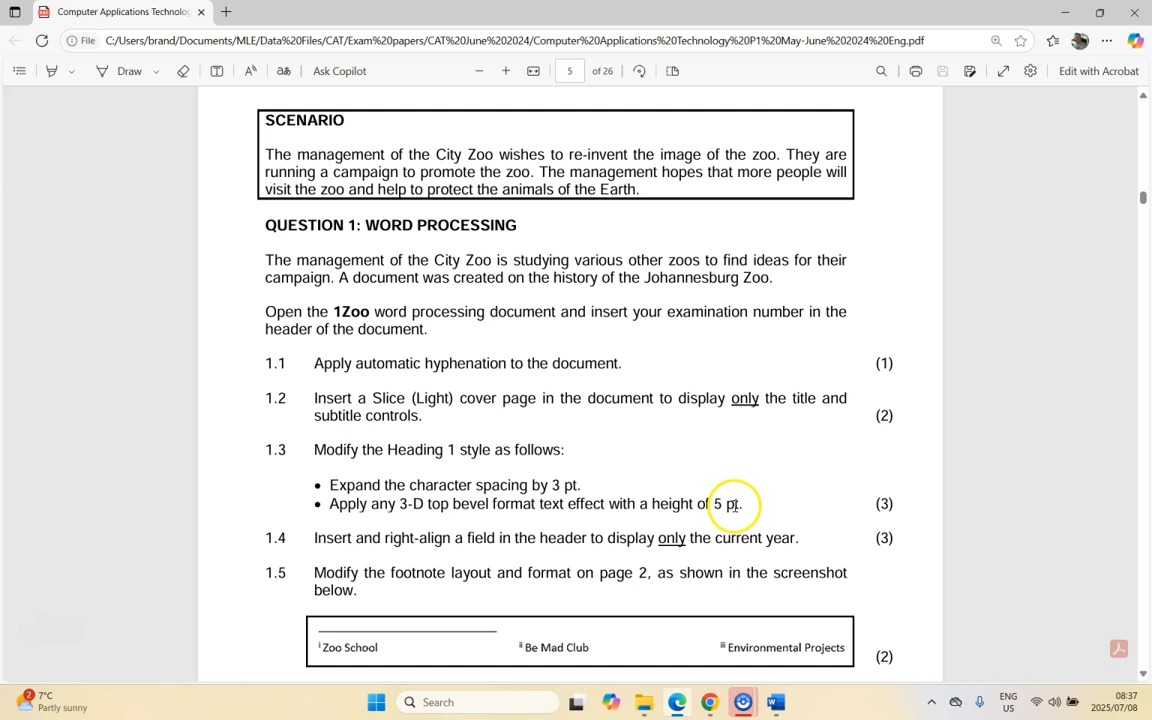 Computer Applications Technolog
File
C:/Users/brand/Documents/MLE/Data%20Files/CAT/Exam%20papers/CAT%20June%202024/Computer%20Applications%20Technology%20P1%20May-June%202024%20Eng.pdf
Draw
Ask Copilot
5 of 26
Edit with Acrobat
SCENARIO
The management of the City Zoo wishes to re-invent the image of the zoo. They are
running a campaign to promote the zoo. The management hopes that more people will
visit the zoo and help to protect the animals of the Earth.
QUESTION 1: WORD PROCESSING
The management of the City Zoo is studying various other zoos to find ideas for their
campaign. A document was created on the history of the Johannesburg Zoo.
Open the 1Zoo word processing document and insert your examination number in the
header of the document.
1.1 Apply automatic hyphenation to the document. (1)
1.2 Insert a Slice (Light) cover page in the document to display only the title and
subtitle controls. (2)
1.3 Modify the Heading 1 style as follows:
• Expand the character spacing by 3 pt.
• Apply any 3-D top bevel format text effect with a height of 5 pt. (3)
1.4 Insert and right-align a field in the header to display only the current year. (3)
1.5 Modify the footnote layout and format on page 2, as shown in the screenshot
below.
i Zoo School ii Be Mad Club iii Environmental Projects
(2)
2
7°C
Partly sunny
Search
ENG
US
08:37
2025/07/08